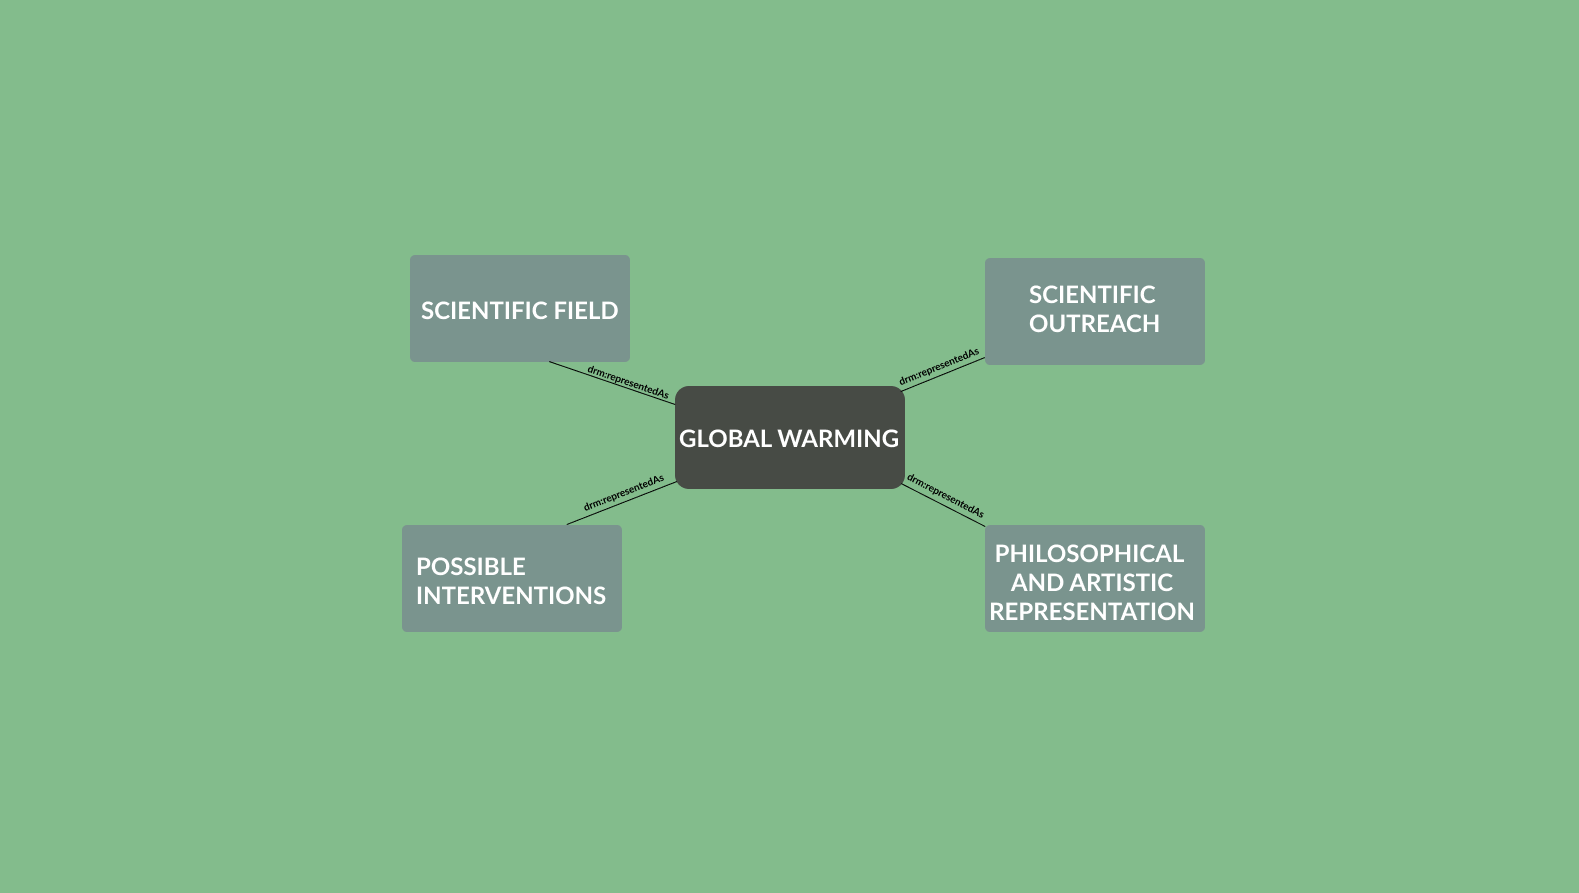 SCIENTIFIC FIELD
SCIENTIFIC
OUTREACH
drm:representedAs
drm:representedAs
GLOBAL WARMING
drm:representedAs
drm:representedAs
POSSIBLE
INTERVENTIONS
PHILOSOPHICAL
AND ARTISTIC
REPRESENTATION